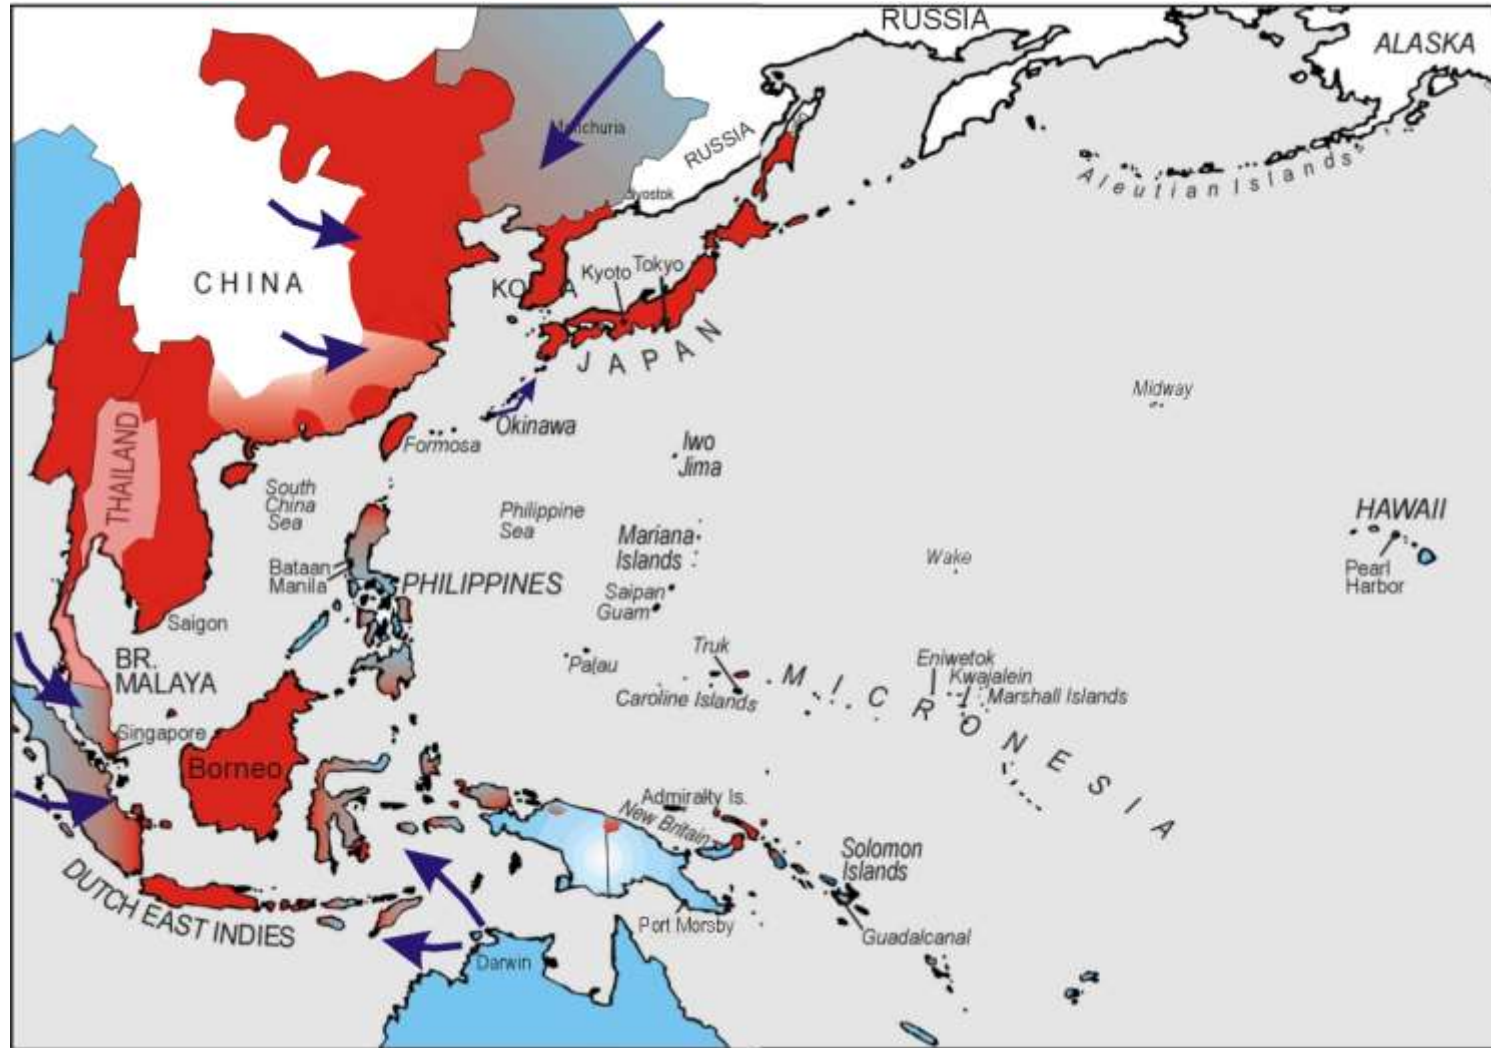 RUSSIA
ALASKA
Manchuria
RUSSIA
Aleutian Islands
CHINA
Kyoto
Tokyo
JAPAN
Midway
THAILAND
Formosa
Okinawa
Iwo
Jima
South
China
Sea
Philippine
Sea
HAWAII
Mariana
Islands
Bataan
Manila
PHILIPPINES
Wake
Pearl
Harbor
Saipan
Guam
Saigon
Truk
BR.
MALAYA
Palau
Eniwetok
Kwajalein
Marshall Islands
Caroline Islands
MICRONESIA
Singapore
Borneo
Admiralty Is.
New Britain
Solomon
Islands
DUTCH EAST INDIES
Port Morsby
Guadalcanal
Darwin